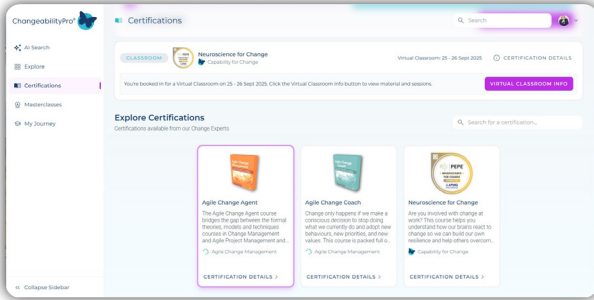 ChangeabilityPro®
Certifications
Search
AI Search
Explore
Certifications
Masterclasses
My Journey
CLASSROOM
Neuroscience for Change
Capability for Change
Virtual Classroom: 25 - 26 Sept 2025
CERTIFICATION DETAILS
You're booked in for a Virtual Classroom on 25 - 26 Sept 2025. Click the Virtual Classroom Info button to view material and sessions.
VIRTUAL CLASSROOM INFO
Explore Certifications
Certifications available from our Change Experts
Search for a certification...
Agile Change Agent
The Agile Change Agent course
bridges the gap between the formal
theories, models and techniques
courses in Change Management
and Agile Project Management and...
Agile Change Management
CERTIFICATION DETAILS >
Agile Change Coach
Change only happens if we make a
conscious decision to stop doing
what we currently do and adopt new
behaviours, new priorities, and new
values. This course is packed full o...
Agile Change Management
CERTIFICATION DETAILS >
PEPE
NEUROSCIENCE
FOR CHANGE
APMG
Neuroscience for Change
Are you involved with change at
work? This course helps you
understand how our brains react to
change so we can build our own
resilience and help others overcom...
Capability for Change
CERTIFICATION DETAILS >
Collapse Sidebar